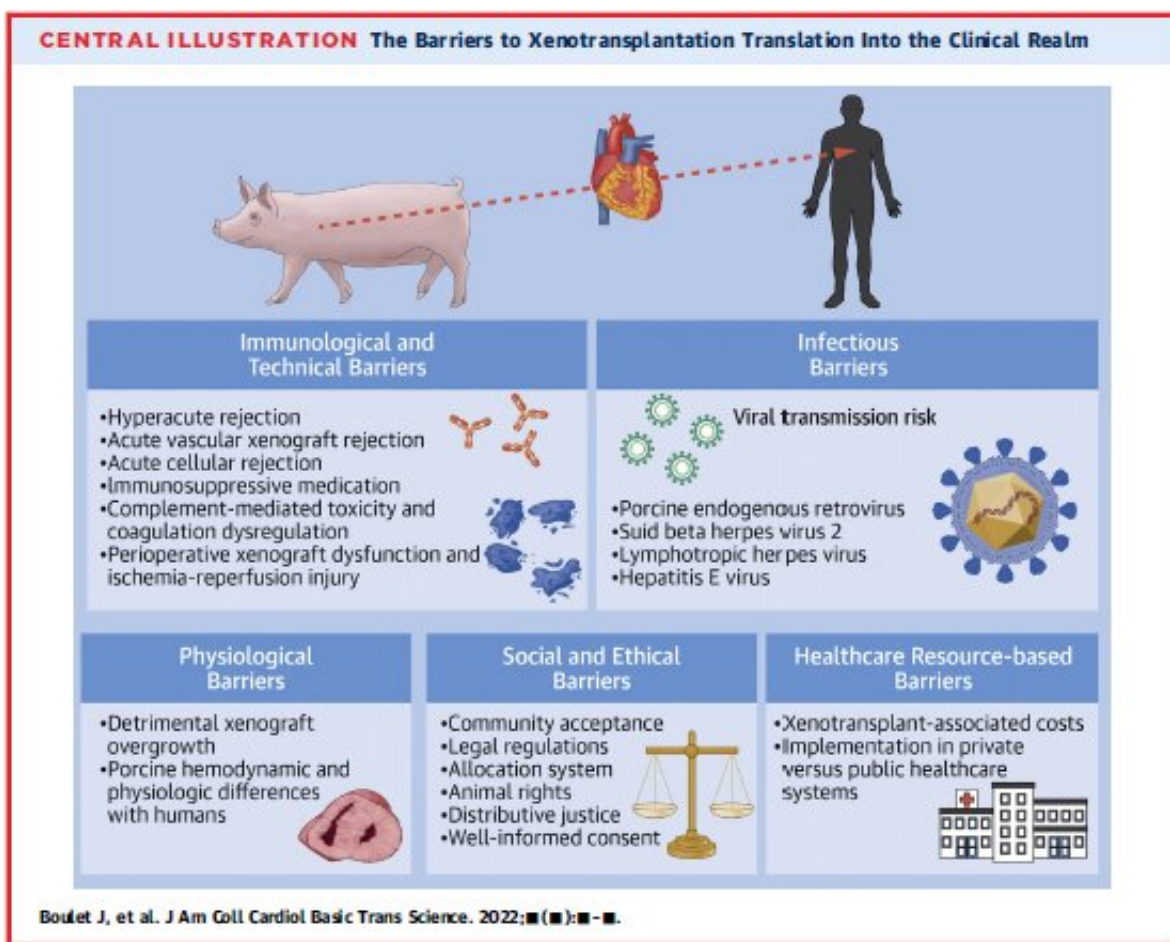 CENTRAL ILLUSTRATION The Barriers to Xenotransplantation Translation Into the Clinical Realm
Immunological and
Technical Barriers
•Hyperacute rejection
•Acute vascular xenograft rejection
•Acute cellular rejection
•Immunosuppressive medication
•Complement-mediated toxicity and
coagulation dysregulation
•Perioperative xenograft dysfunction and
ischemia-reperfusion injury
Infectious
Barriers
Viral transmission risk
•Porcine endogenous retrovirus
•Suid beta herpes virus 2
•Lymphotropic herpes virus
•Hepatitis E virus
Physiological
Barriers
•Detrimental xenograft
overgrowth
•Porcine hemodynamic and
physiologic differences
with humans
Social and Ethical
Barriers
•Community acceptance
•Legal regulations
•Allocation system
•Animal rights
•Distributive justice
•Well-informed consent
Healthcare Resource-based
Barriers
•Xenotransplant-associated costs
•Implementation in private
versus public healthcare
systems
Boulet J, et al. J Am Coll Cardiol Basic Trans Science. 2022;■(■):■-■.